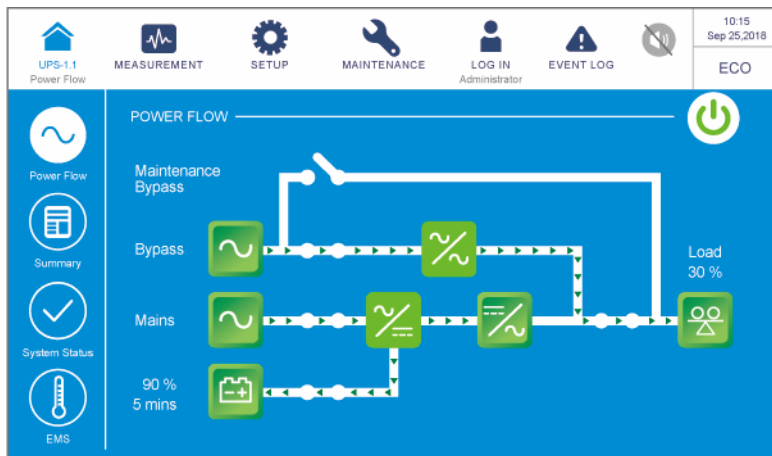 10:15
Sep 25,2018
UPS-1.1
Power Flow
MEASUREMENT
SETUP
MAINTENANCE
LOG IN
Administrator
EVENT LOG
ECO
POWER FLOW
Power Flow
Summary
System Status
EMS
Maintenance
Bypass
Bypass
Load
30 %
Mains
90 %
5 mins